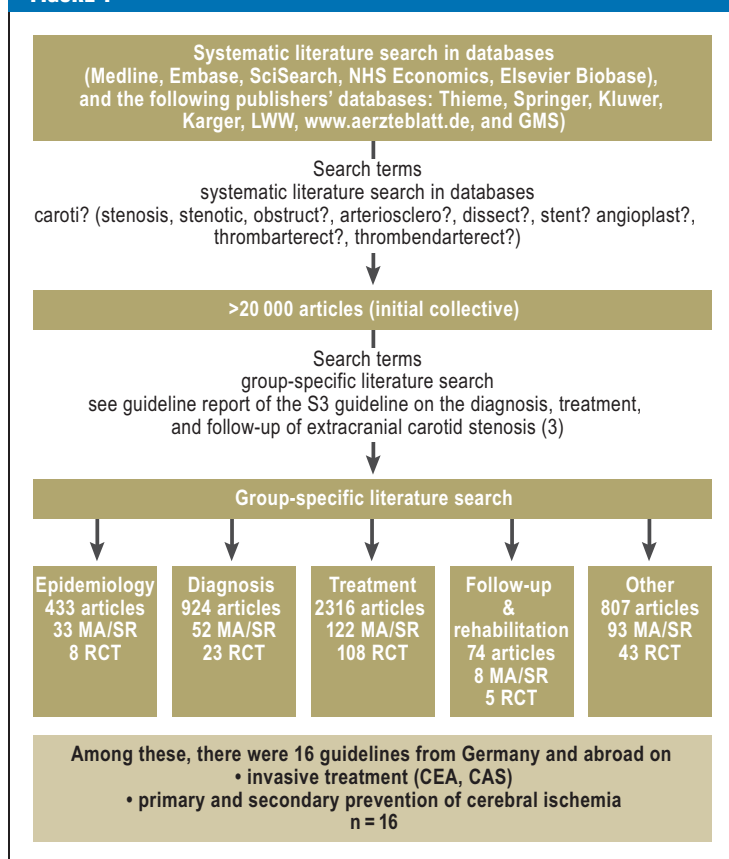 Systematic literature search in databases
(Medline, Embase, SciSearch, NHS Economics, Elsevier Biobase),
and the following publishers' databases: Thieme, Springer, Kluwer,
Karger, LWW, www.aerzteblatt.de, and GMS)
Search terms
systematic literature search in databases
caroti? (stenosis, stenotic, obstruct?, arteriosclero?, dissect?, stent? angioplast?,
thrombarterect?, thrombendarterect?)
>20 000 articles (initial collective)
Search terms
group-specific literature search
see guideline report of the S3 guideline on the diagnosis, treatment,
and follow-up of extracranial carotid stenosis (3)
Group-specific literature search
Epidemiology
433 articles
33 MA/SR
8 RCT
Diagnosis
924 articles
52 MA/SR
23 RCT
Treatment
2316 articles
122 MA/SR
108 RCT
Follow-up
&
rehabilitation
74 articles
8 MA/SR
5 RCT
Other
807 articles
93 MA/SR
43 RCT
Among these, there were 16 guidelines from Germany and abroad on
• invasive treatment (CEA, CAS)
• primary and secondary prevention of cerebral ischemia
n = 16